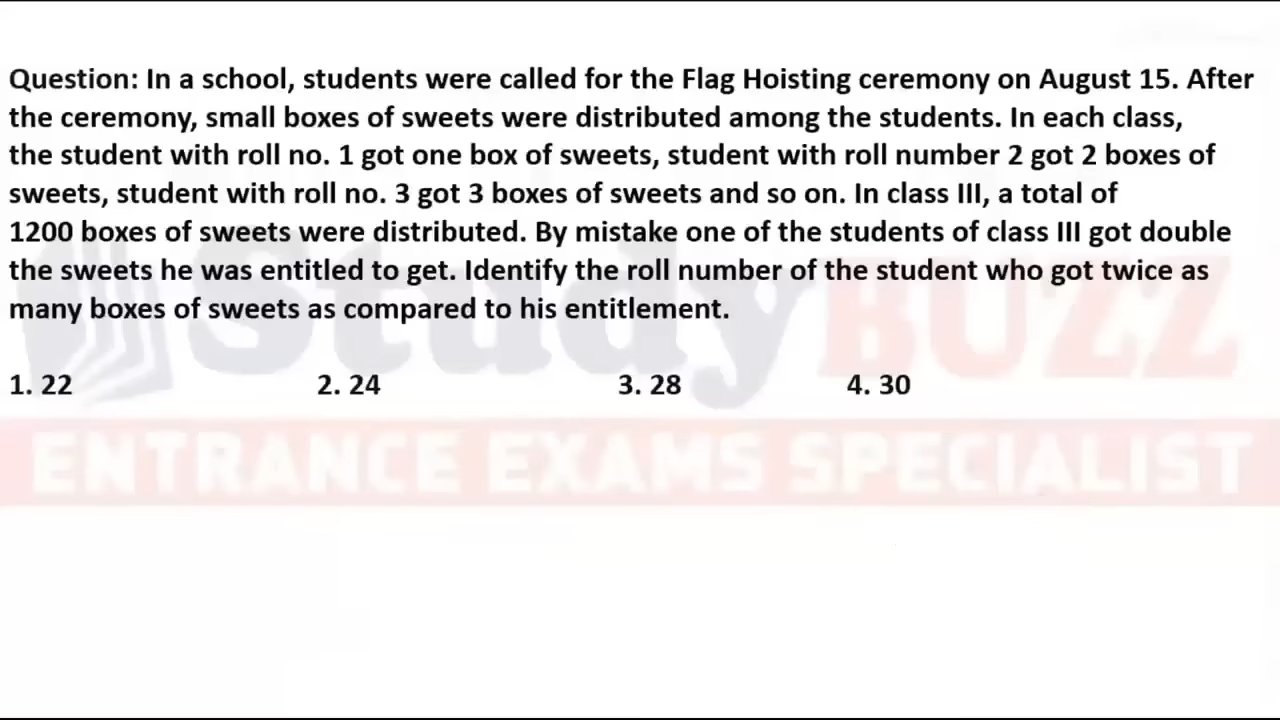 Question: In a school, students were called for the Flag Hoisting ceremony on August 15. After
the ceremony, small boxes of sweets were distributed among the students. In each class,
the student with roll no. 1 got one box of sweets, student with roll number 2 got 2 boxes of
sweets, student with roll no. 3 got 3 boxes of sweets and so on. In class III, a total of
1200 boxes of sweets were distributed. By mistake one of the students of class III got double
the sweets he was entitled to get. Identify the roll number of the student who got twice as
many boxes of sweets as compared to his entitlement.
1. 22 2. 24 3. 28 4. 30
StudyBUZZ
ENTRANCE EXAMS SPECIALIST